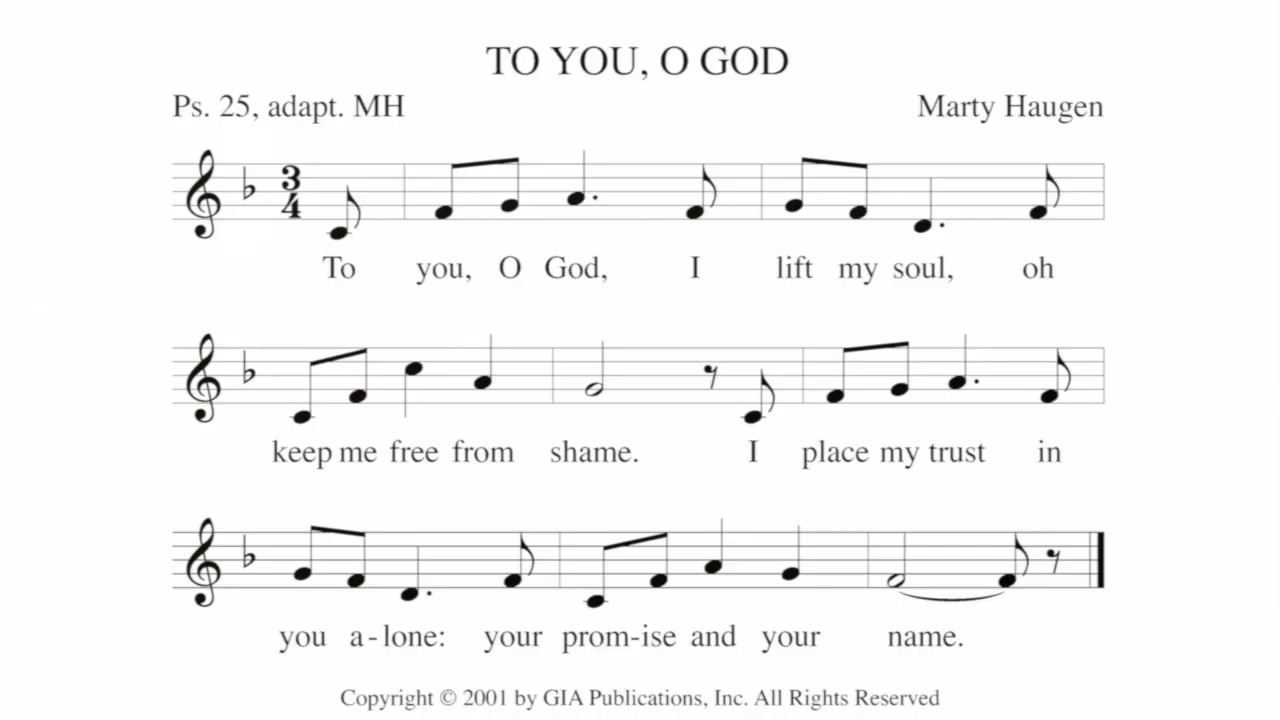 TO YOU, O GOD
Ps. 25, adapt. MH Marty Haugen
3
4
To you, O God, I lift my soul, oh
keep me free from shame. I place my trust in
you a-lone: your prom-ise and your name.
Copyright © 2001 by GIA Publications, Inc. All Rights Reserved